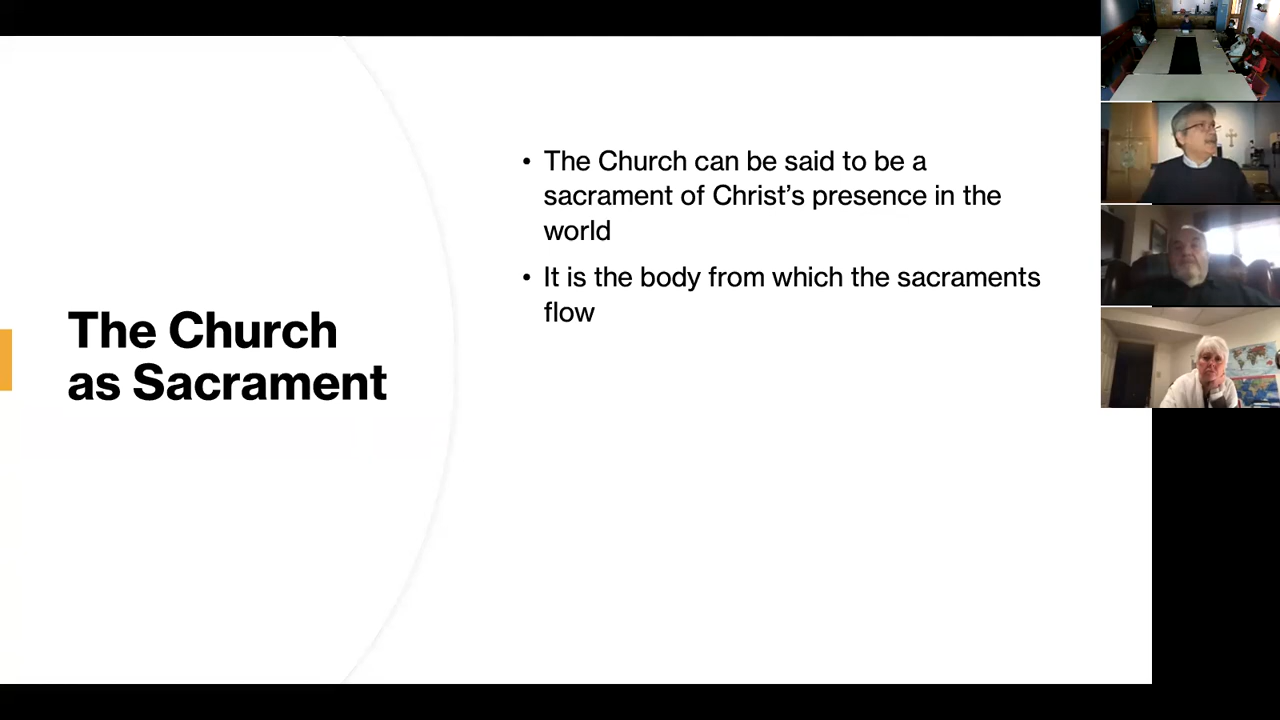 The Church
as Sacrament
• The Church can be said to be a
sacrament of Christ’s presence in the
world
• It is the body from which the sacraments
flow